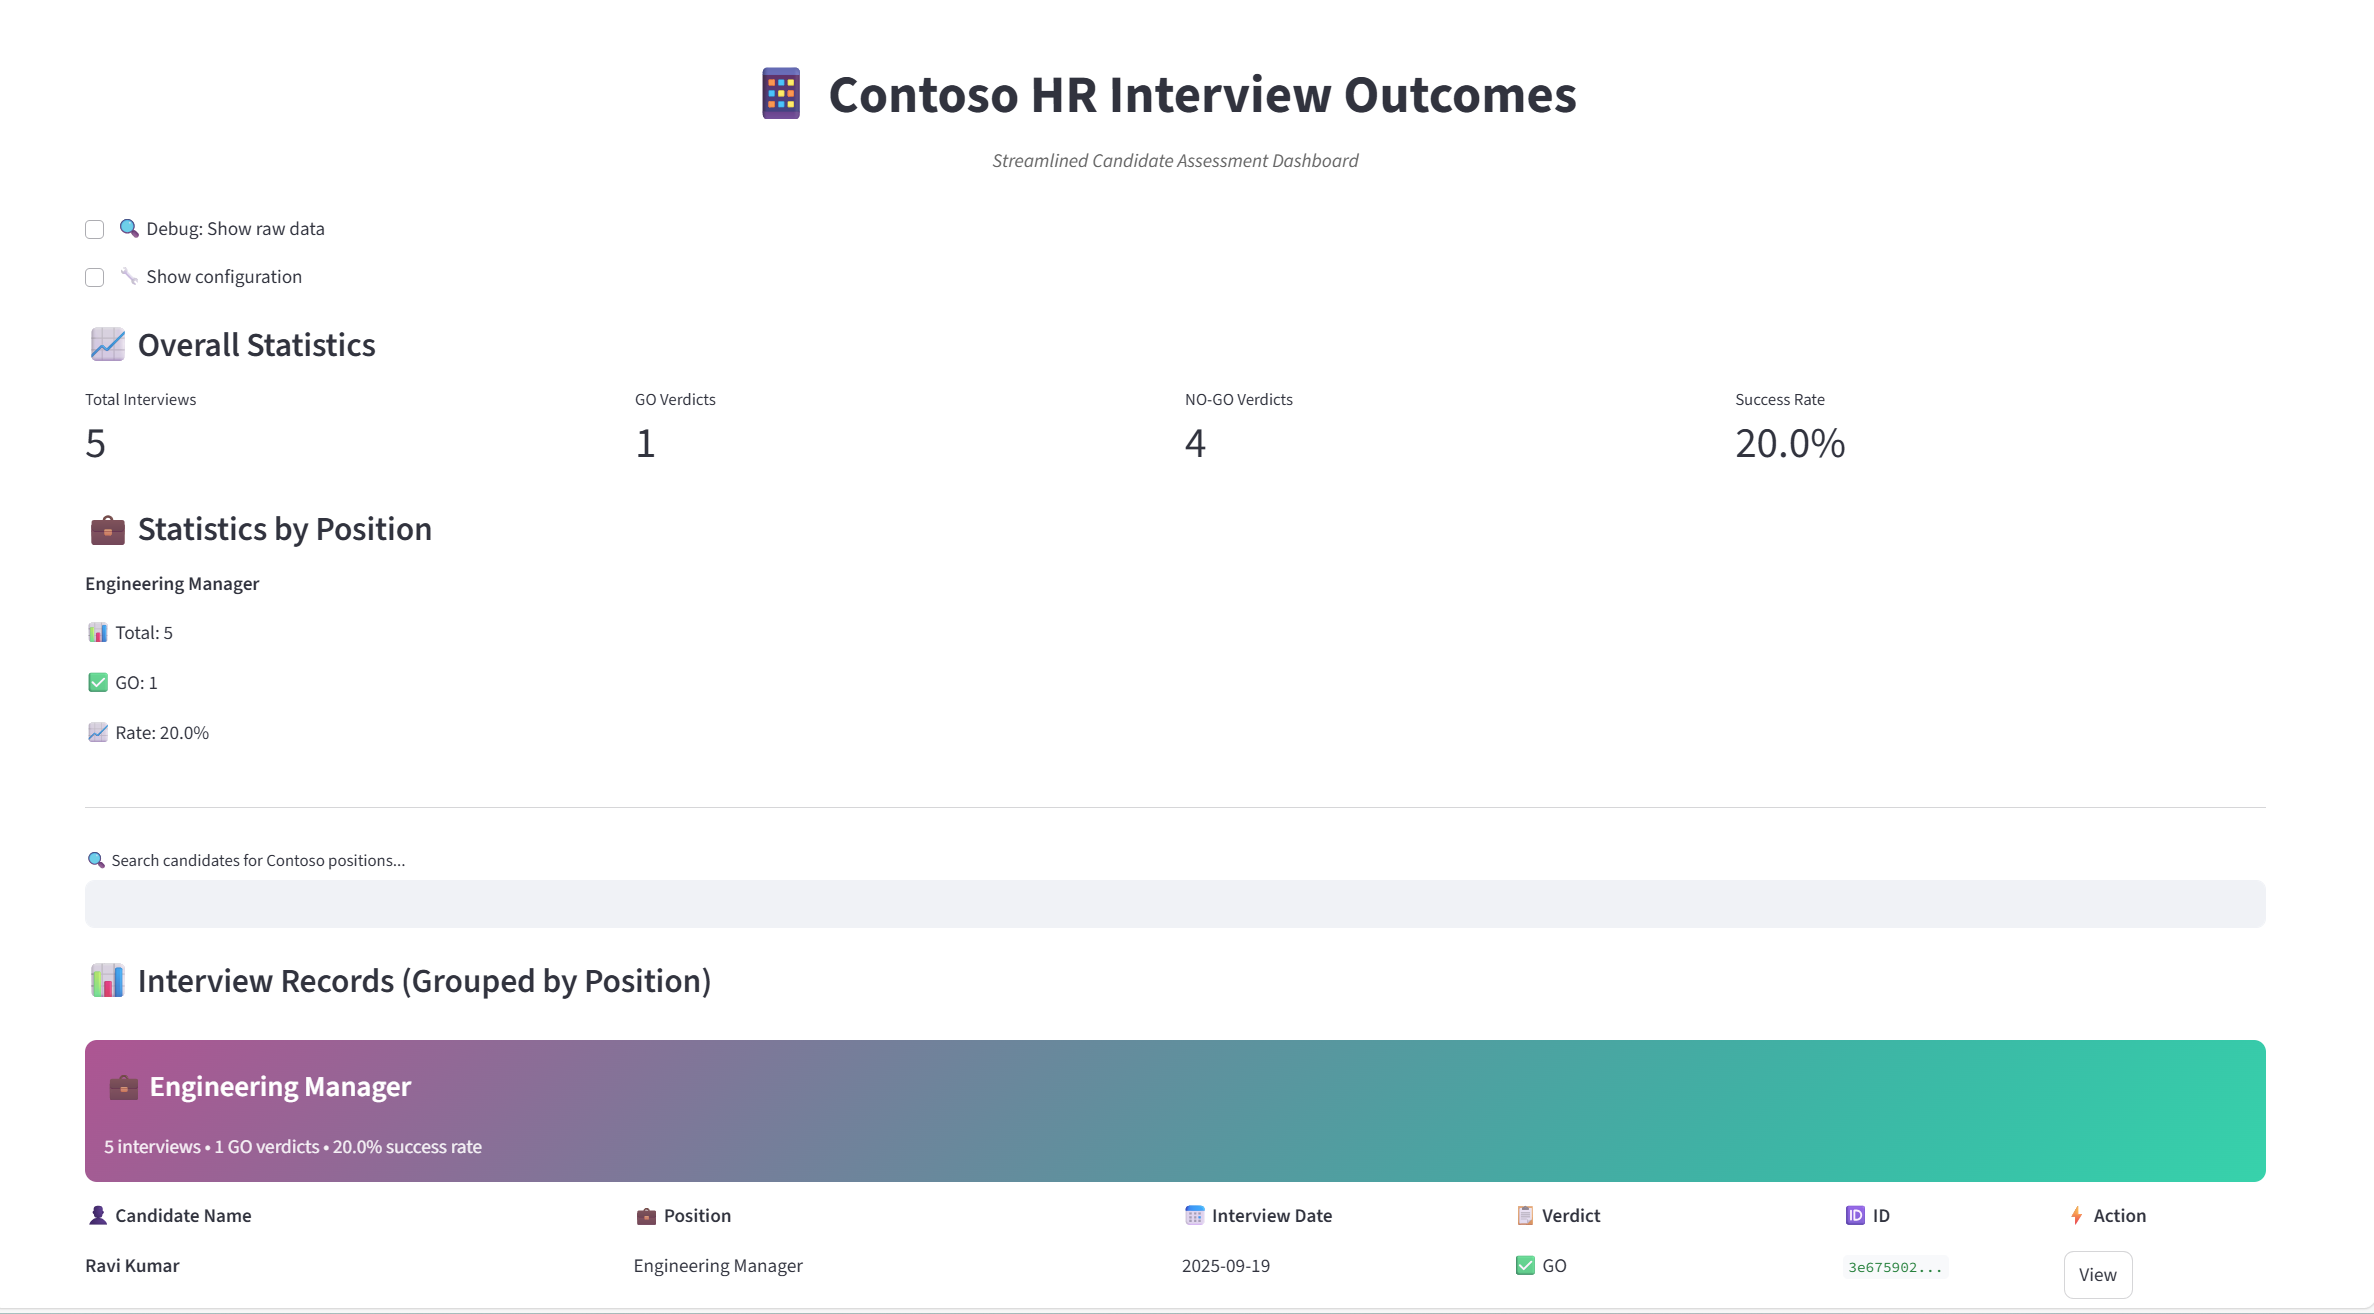 Contoso HR Interview Outcomes
Streamlined Candidate Assessment Dashboard
Debug: Show raw data
Show configuration
Overall Statistics
Total Interviews GO Verdicts NO-GO Verdicts Success Rate
5 1 4 20.0%
Statistics by Position
Engineering Manager
Total: 5
GO: 1
Rate: 20.0%
Search candidates for Contoso positions...
Interview Records (Grouped by Position)
Engineering Manager
5 interviews • 1 GO verdicts • 20.0% success rate
Candidate Name Position Interview Date Verdict ID ID Action
Ravi Kumar Engineering Manager 2025-09-19 GO 3e675902... View